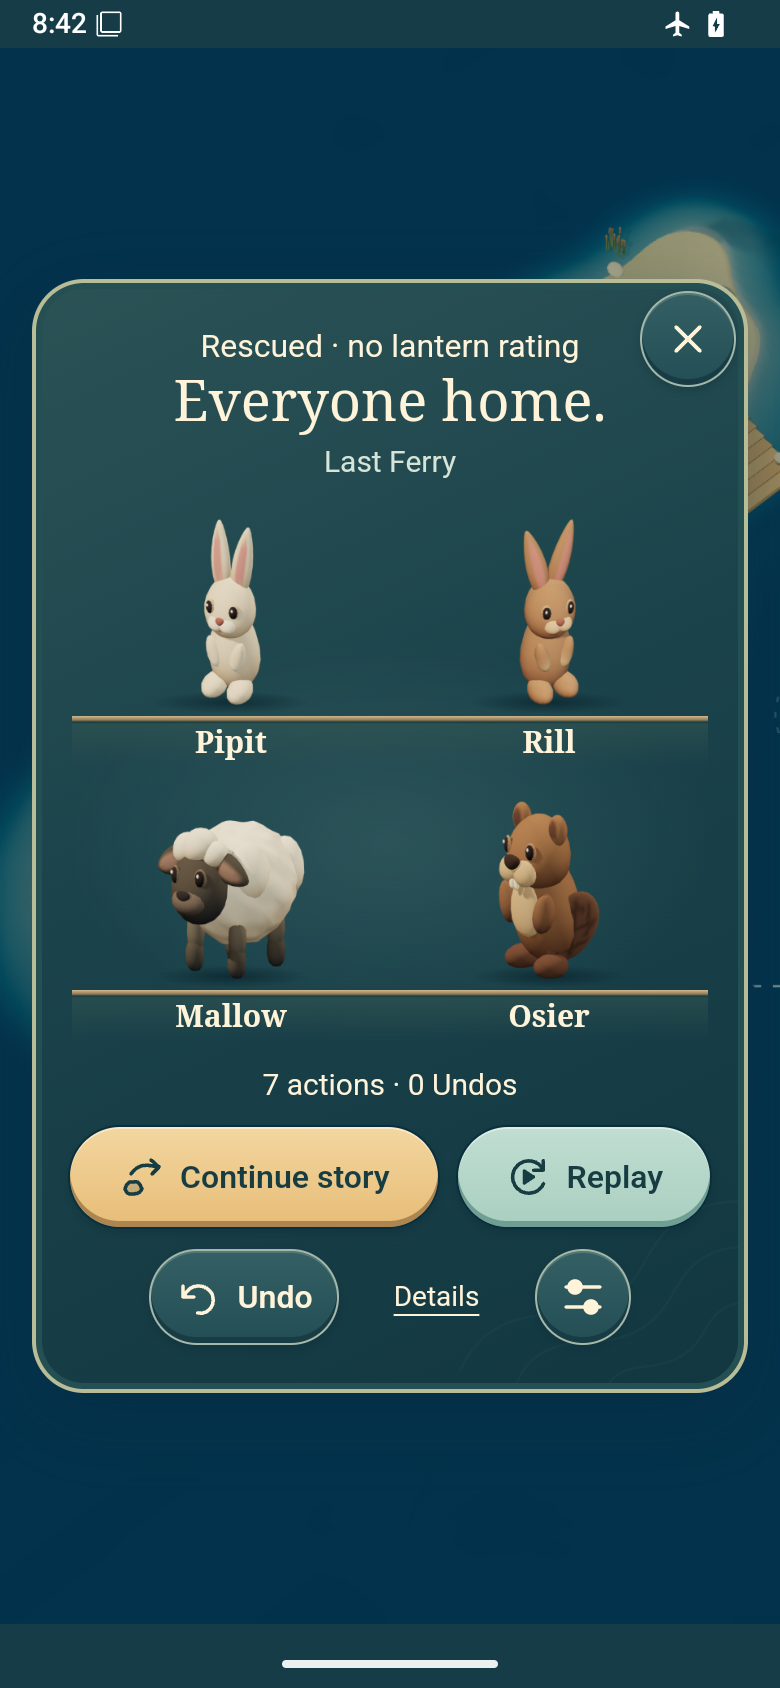 8:42
Rescued · no lantern rating
Everyone home.
Last Ferry
Pipit
Rill
Mallow
Osier
7 actions · 0 Undos
Continue story
Replay
Undo
Details